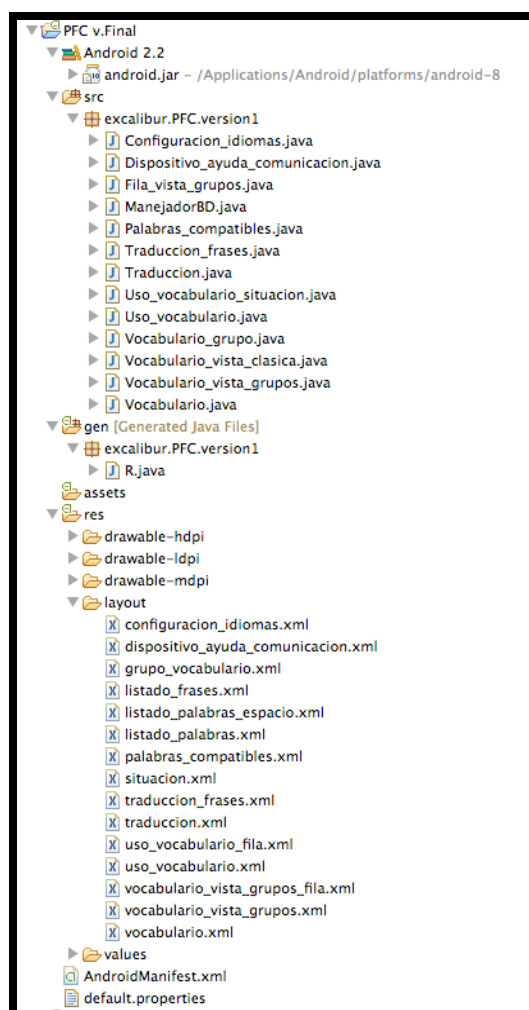 PFC v.Final
Android 2.2
android.jar - /Applications/Android/platforms/android-8
src
excalibur.PFC.version1
Configuracion_idiomas.java
Dispositivo_ayuda_comunicacion.java
Fila_vista_grupos.java
ManejadorBD.java
Palabras_compatibles.java
Traduccion_frases.java
Traduccion.java
Uso_vocabulario_situacion.java
Uso_vocabulario.java
Vocabulario_grupo.java
Vocabulario_vista_clasica.java
Vocabulario_vista_grupos.java
Vocabulario.java
gen [Generated Java Files]
excalibur.PFC.version1
R.java
assets
res
drawable-hdpi
drawable-ldpi
drawable-mdpi
layout
configuracion_idiomas.xml
dispositivo_ayuda_comunicacion.xml
grupo_vocabulario.xml
listado_frases.xml
listado_palabras_espacio.xml
listado_palabras.xml
palabras_compatibles.xml
situacion.xml
traduccion_frases.xml
traduccion.xml
uso_vocabulario_fila.xml
uso_vocabulario.xml
vocabulario_vista_grupos_fila.xml
vocabulario_vista_grupos.xml
vocabulario.xml
values
AndroidManifest.xml
default.properties